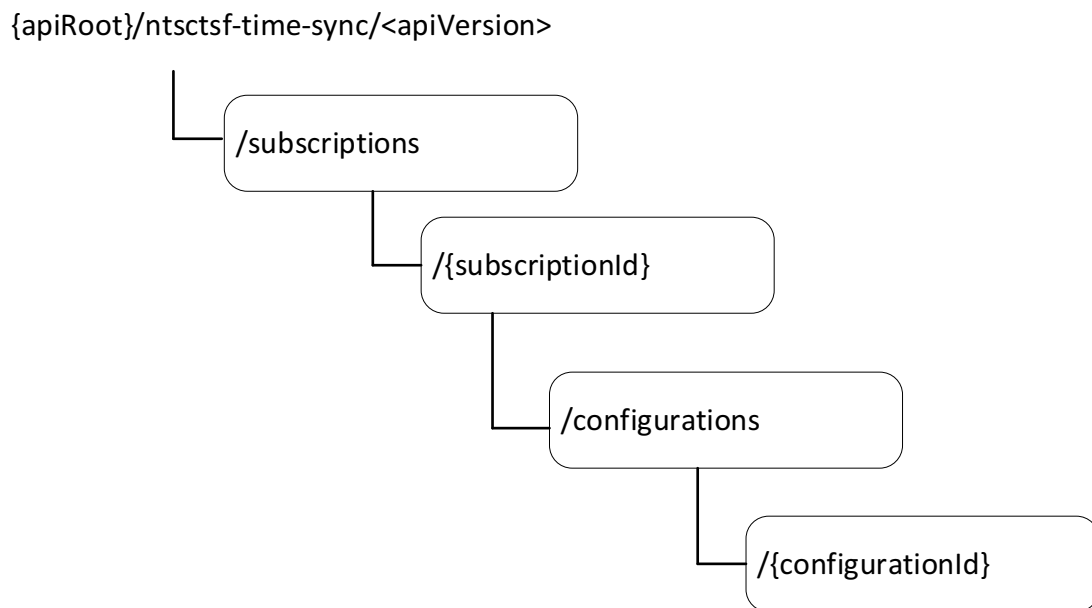 {apiRoot}/ntsctsf-time-sync/<apiVersion>
/subscriptions
/{subscriptionId}
/configurations
/{configurationId}